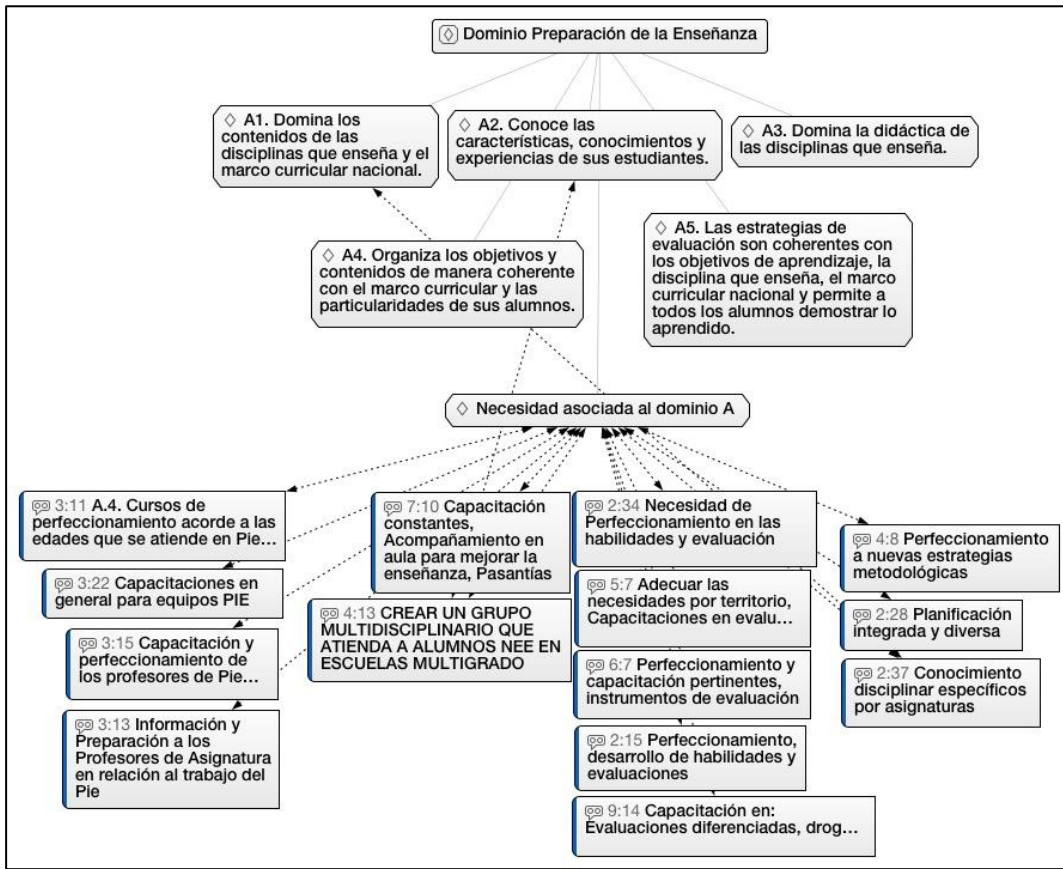 Dominio Preparación de la Enseñanza
A1. Domina los
contenidos de las
disciplinas que enseña y el
marco curricular nacional.
A2. Conoce las
características, conocimientos y
experiencias de sus estudiantes.
A3. Domina la didáctica de
las disciplinas que enseña.
A4. Organiza los objetivos y
contenidos de manera coherente
con el marco curricular y las
particularidades de sus alumnos.
A5. Las estrategias de
evaluación son coherentes con
los objetivos de aprendizaje, la
disciplina que enseña, el marco
curricular nacional y permite a
todos los alumnos demostrar lo
aprendido.
Necesidad asociada al dominio A
3:11 A.4. Cursos de
perfeccionamiento acorde a las
edades que se atiende en Pie...
3:22 Capacitaciones en
general para equipos PIE
3:15 Capacitación y
perfeccionamiento de
los profesores de Pie...
3:13 Información y
Preparación a los
Profesores de Asignatura
en relación al trabajo del
Pie
7:10 Capacitación
constantes,
Acompañamiento en
aula para mejorar la
enseñanza, Pasantías
4:13 CREAR UN GRUPO
MULTIDISCIPLINARIO QUE
ATIENDA A ALUMNOS NEE EN
ESCUELAS MULTIGRADO
2:34 Necesidad de
Perfeccionamiento en las
habilidades y evaluación
5:7 Adecuar las
necesidades por territorio,
Capacitaciones en evalu...
6:7 Perfeccionamiento y
capacitación pertinentes,
instrumentos de evaluación
2:15 Perfeccionamiento,
desarrollo de habilidades y
evaluaciones
9:14 Capacitación en:
Evaluaciones diferenciadas, drog...
4:8 Perfeccionamiento
a nuevas estrategias
metodológicas
2:28 Planificación
integrada y diversa
2:37 Conocimiento
disciplinar específicos
por asignaturas